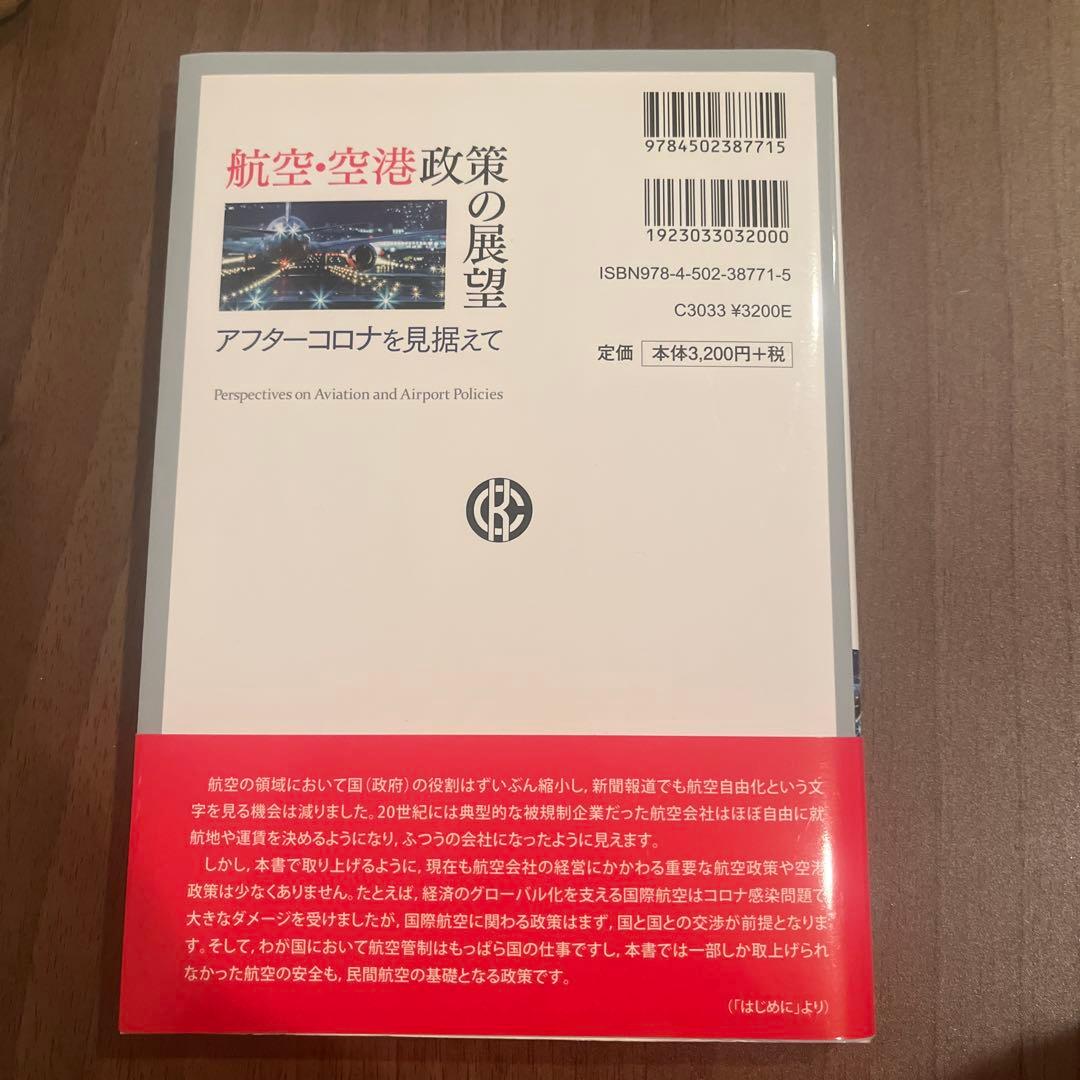 航空・空港政策の展望
アフターコロナを見据えて
Perspectives on Aviation and Airport Policies
9784502387715
1923033032000
ISBN978-4-502-38771-5
C3033 ¥3200E
定価 本体3,200円+税
航空の領域において国(政府)の役割はずいぶん縮小し,新聞報道でも航空自由化という文
字を見る機会は減りました。20世紀には典型的な被規制企業だった航空会社はほぼ自由に就
航地や運賃を決めるようになり,ふつうの会社になったように見えます。
しかし,本書で取り上げるように,現在も航空会社の経営にかかわる重要な航空政策や空港
政策は少なくありません。たとえば,経済のグローバル化を支える国際航空はコロナ感染問題で
大きなダメージを受けましたが,国際航空に関わる政策はまず,国と国との交渉が前提となりま
す。そして,わが国において航空管制はもっぱら国の仕事ですし,本書では一部しか取上げられ
なかった航空の安全も,民間航空の基礎となる政策です。
(「はじめに」より)